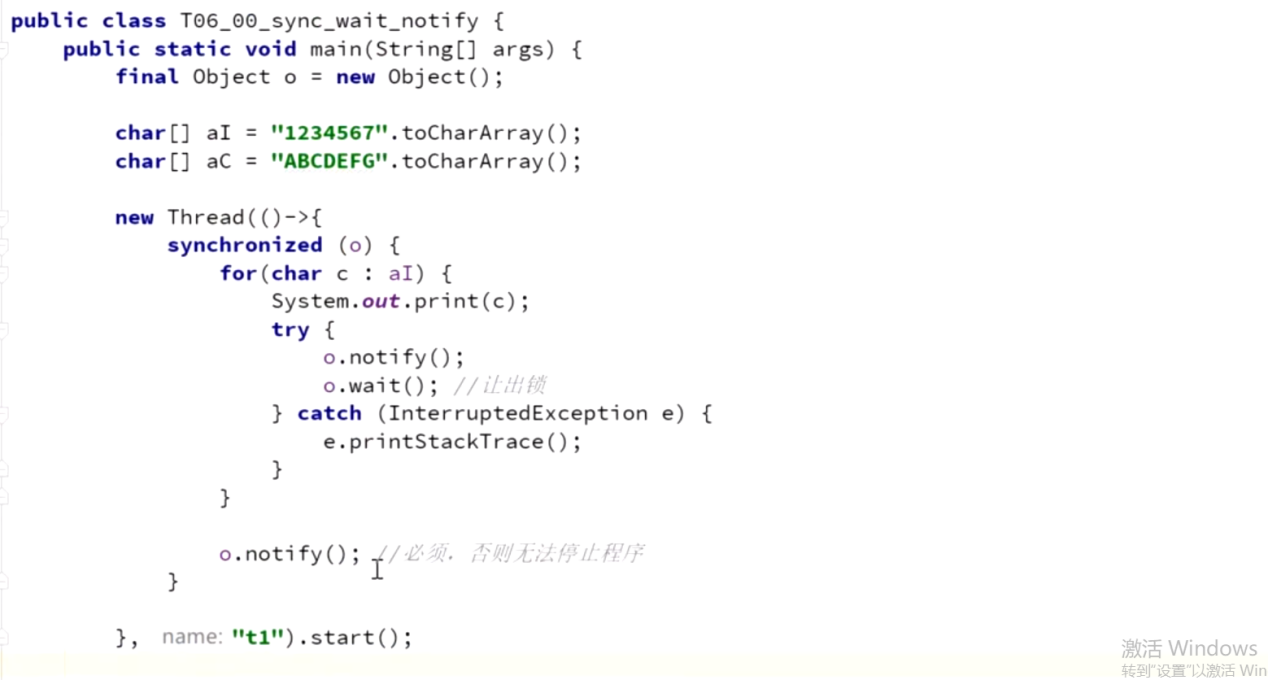 public class T06_00_sync_wait_notify {
public static void main(String[] args) {
final Object o = new Object();
char[] aI = "1234567".toCharArray();
char[] aC = "ABCDEFG".toCharArray();
new Thread(()->{
synchronized (o) {
for(char c : aI) {
System.out.print(c);
try {
o.notify();
o.wait(); //让出锁
} catch (InterruptedException e) {
e.printStackTrace();
}
}
o.notify(); //必须，否则无法停止程序
}
}, name: "t1").start();
激活 Windows
转到"设置"以激活 Win